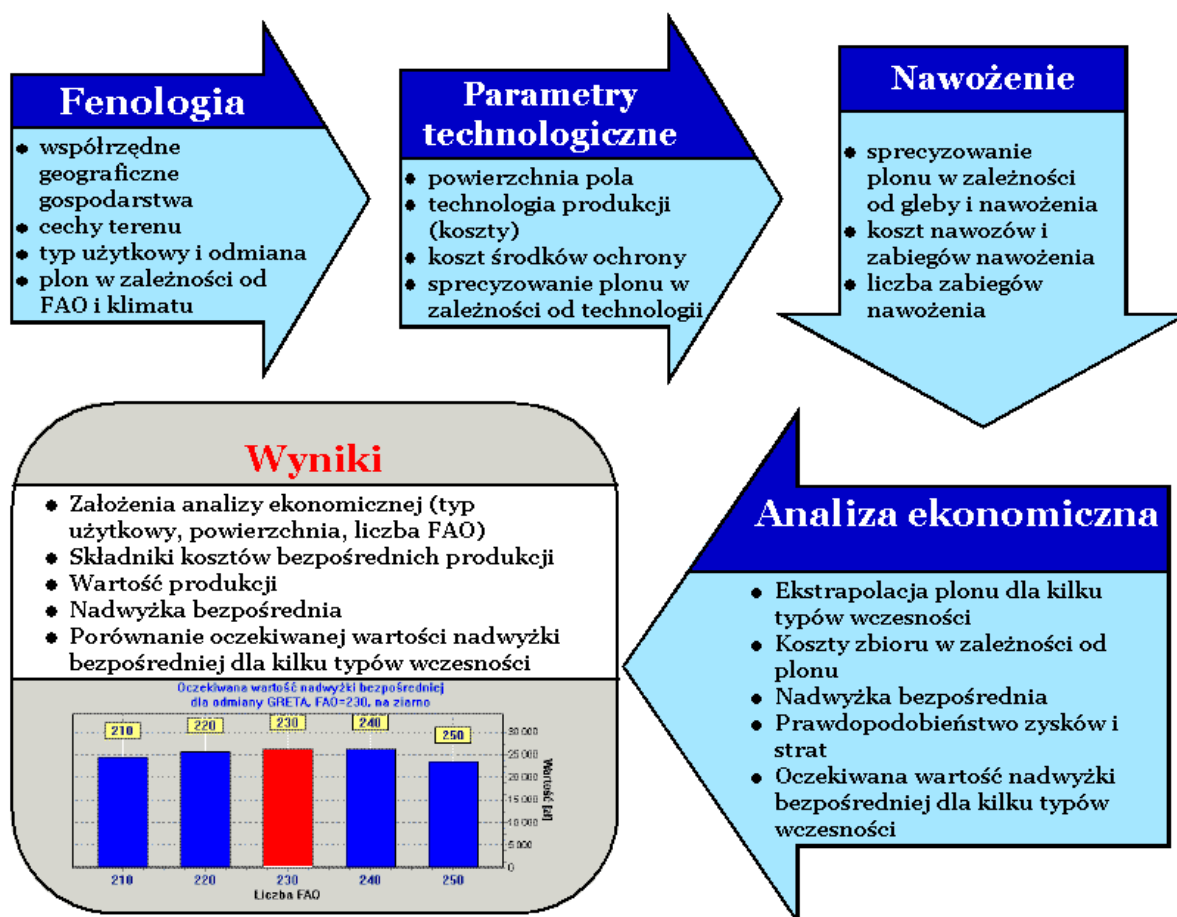 Fenologia
● współrzędne
geograficzne
gospodarstwa
● cechy terenu
● typ użytkowy i odmiana
● plon w zależności od
FAO i klimatu
Parametry
technologiczne
● powierzchnia pola
● technologia produkcji
(koszty)
● koszt środków ochrony
● sprecyzowanie plonu w
zależności od technologii
Nawożenie
● sprecyzowanie
plonu w zależności
od gleby i nawożenia
● koszt nawozów i
zabiegów nawożenia
● liczba zabiegów
nawożenia
Analiza ekonomiczna
● Ekstrapolacja plonu dla kilku
typów wczesności
● Koszty zbioru w zależności od
plonu
● Nadwyżka bezpośrednia
● Prawdopodobieństwo zysków i
strat
● Oczekiwana wartość nadwyżki
bezpośredniej dla kilku typów
wczesności
Wyniki
● Założenia analizy ekonomicznej (typ
użytkowy, powierzchnia, liczba FAO)
● Składniki kosztów bezpośrednich produkcji
● Wartość produkcji
● Nadwyżka bezpośrednia
● Porównanie oczekiwanej wartości nadwyżki
bezpośredniej dla kilku typów wczesności
Oczekiwana wartość nadwyżki bezpośredniej
dla odmiany GRETA, FAO=230, na ziarno
210 220 230 240 250
30 000
25 000
20 000
15 000
10 000
5 000
0
Wartość [zł]
210 220 230 240 250
Liczba FAO